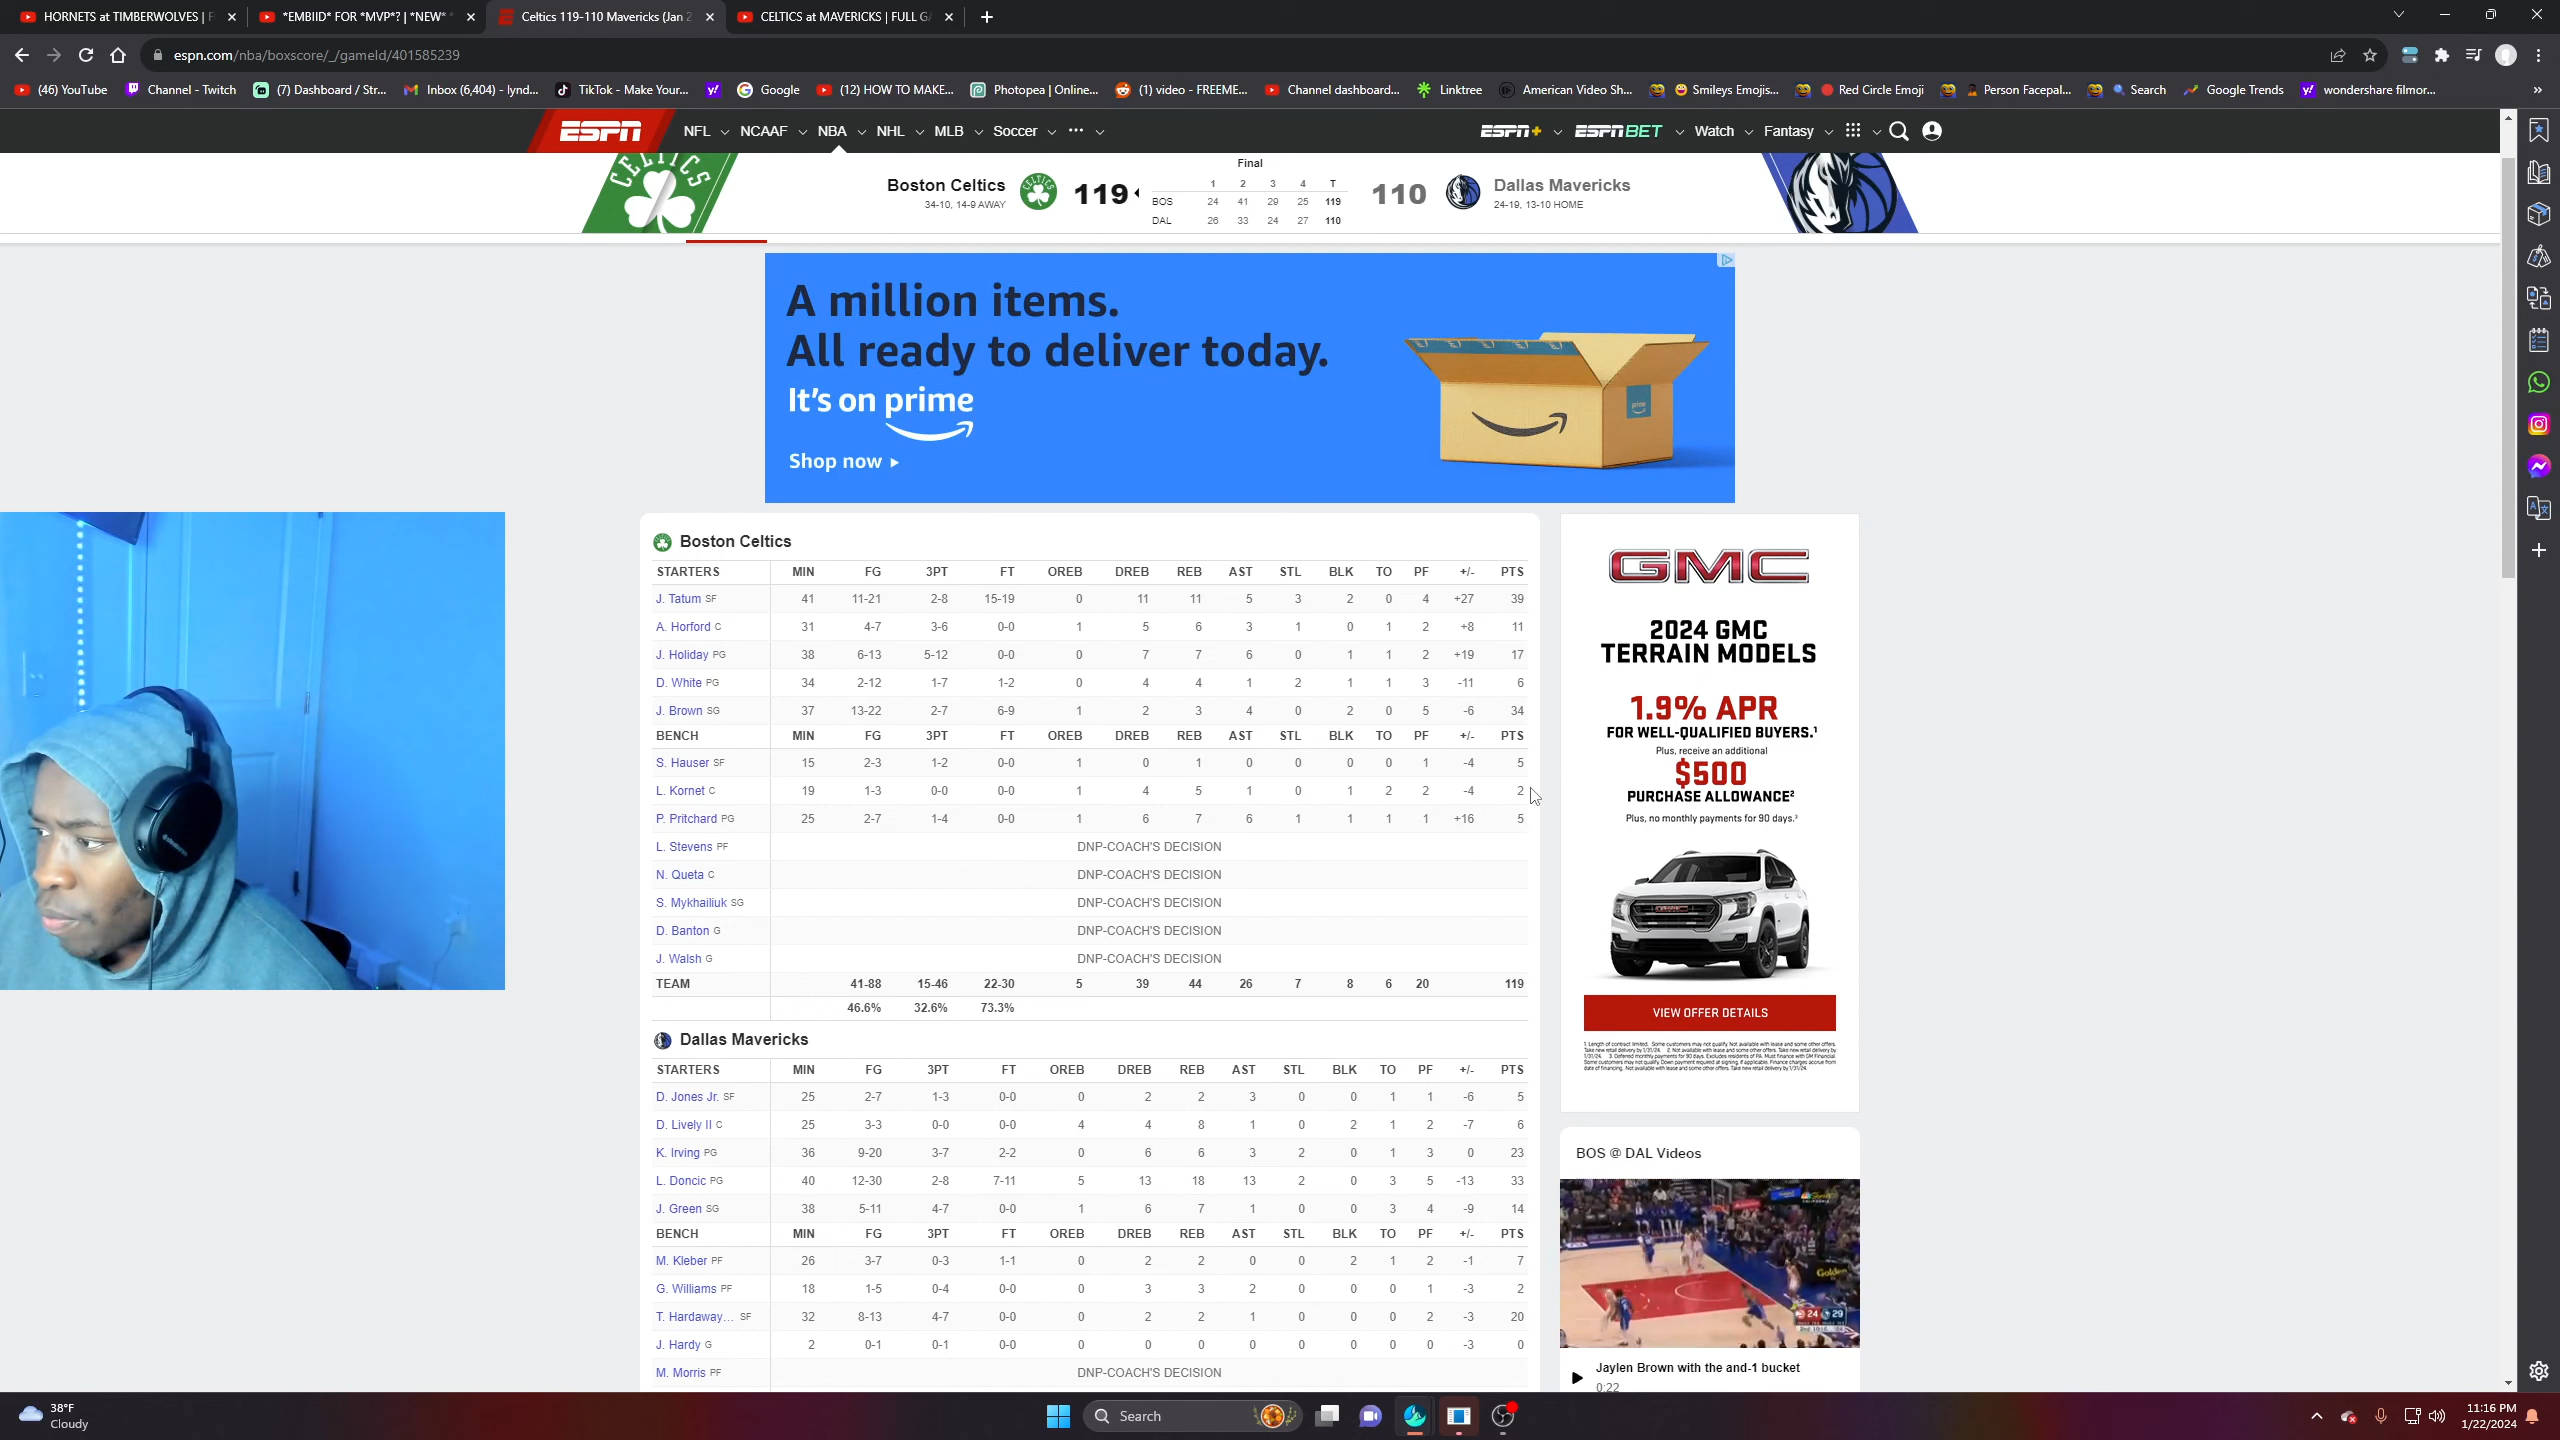 HORNETS at TIMBERWOLVES | F
*EMBIID* FOR *MVP*? | *NEW* *
Celtics 119-110 Mavericks (Jan 2
CELTICS at MAVERICKS | FULL GA
espn.com/nba/boxscore/_/gameId/401585239
(46) YouTube
Channel - Twitch
(7) Dashboard / Str...
Inbox (6,404) - lynd...
TikTok - Make Your...
Google
(12) HOW TO MAKE...
Photopea | Online...
(1) video - FREEME...
Channel dashboard...
Linktree
American Video Sh...
Smileys Emojis...
Red Circle Emoji
Person Facepal...
Search
Google Trends
wondershare filmor...
ESPN NFL NCAAF NBA NHL MLB Soccer ESPN+ ESPN BET Watch Fantasy
CELTICS
Boston Celtics
34-10, 14-9 AWAY
CELTICS
119
Final
1 2 3 4 T
BOS 24 41 29 25 119
DAL 26 33 24 27 110
110
Dallas Mavericks
24-19, 13-10 HOME
A million items.
All ready to deliver today.
It's on prime
Shop now
prime
Boston Celtics
STARTERS MIN FG 3PT FT OREB DREB REB AST STL BLK TO PF +/- PTS
J. Tatum SF 41 11-21 2-8 15-19 0 11 11 5 3 2 0 4 +27 39
A. Horford C 31 4-7 3-6 0-0 1 5 6 3 1 0 1 2 +8 11
J. Holiday PG 38 6-13 5-12 0-0 0 7 7 6 0 1 1 2 +19 17
D. White PG 34 2-12 1-7 1-2 0 4 4 1 2 1 1 3 -11 6
J. Brown SG 37 13-22 2-7 6-9 1 2 3 4 0 2 0 5 -6 34
BENCH MIN FG 3PT FT OREB DREB REB AST STL BLK TO PF +/- PTS
S. Hauser SF 15 2-3 1-2 0-0 1 0 1 0 0 0 0 1 -4 5
L. Kornet C 19 1-3 0-0 0-0 1 4 5 1 0 1 2 2 -4 2
P. Pritchard PG 25 2-7 1-4 0-0 1 6 7 6 1 1 1 1 +16 5
L. Stevens PF DNP-COACH'S DECISION
N. Queta C DNP-COACH'S DECISION
S. Mykhailiuk SG DNP-COACH'S DECISION
D. Banton G DNP-COACH'S DECISION
J. Walsh G DNP-COACH'S DECISION
TEAM 41-88 15-46 22-30 5 39 44 26 7 8 6 20 119
46.6% 32.6% 73.3%
Dallas Mavericks
STARTERS MIN FG 3PT FT OREB DREB REB AST STL BLK TO PF +/- PTS
D. Jones Jr. SF 25 2-7 1-3 0-0 0 2 2 3 0 0 1 1 -6 5
D. Lively II C 25 3-3 0-0 0-0 4 4 8 1 0 2 1 2 -7 6
K. Irving PG 36 9-20 3-7 2-2 0 6 6 3 2 0 1 3 0 23
L. Doncic PG 40 12-30 2-8 7-11 5 13 18 13 2 0 3 5 -13 33
J. Green SG 38 5-11 4-7 0-0 1 6 7 1 0 0 3 4 -9 14
BENCH MIN FG 3PT FT OREB DREB REB AST STL BLK TO PF +/- PTS
M. Kleber PF 26 3-7 0-3 1-1 0 2 2 0 0 2 1 2 -1 7
G. Williams PF 18 1-5 0-4 0-0 0 3 3 2 0 0 0 1 -3 2
T. Hardaway... SF 32 8-13 4-7 0-0 0 2 2 1 0 0 0 2 -3 20
J. Hardy G 2 0-1 0-1 0-0 0 0 0 0 0 0 0 0 -3 0
M. Morris PF DNP-COACH'S DECISION
GMC
2024 GMC
TERRAIN MODELS
1.9% APR
FOR WELL-QUALIFIED BUYERS.¹
Plus, receive an additional
$500
PURCHASE ALLOWANCE²
Plus, no monthly payments for 90 days.³
VIEW OFFER DETAILS
BOS @ DAL Videos
Golden
24 29
Jaylen Brown with the and-1 bucket
0:22
38°F
Cloudy
Search
11:16 PM
1/22/2024